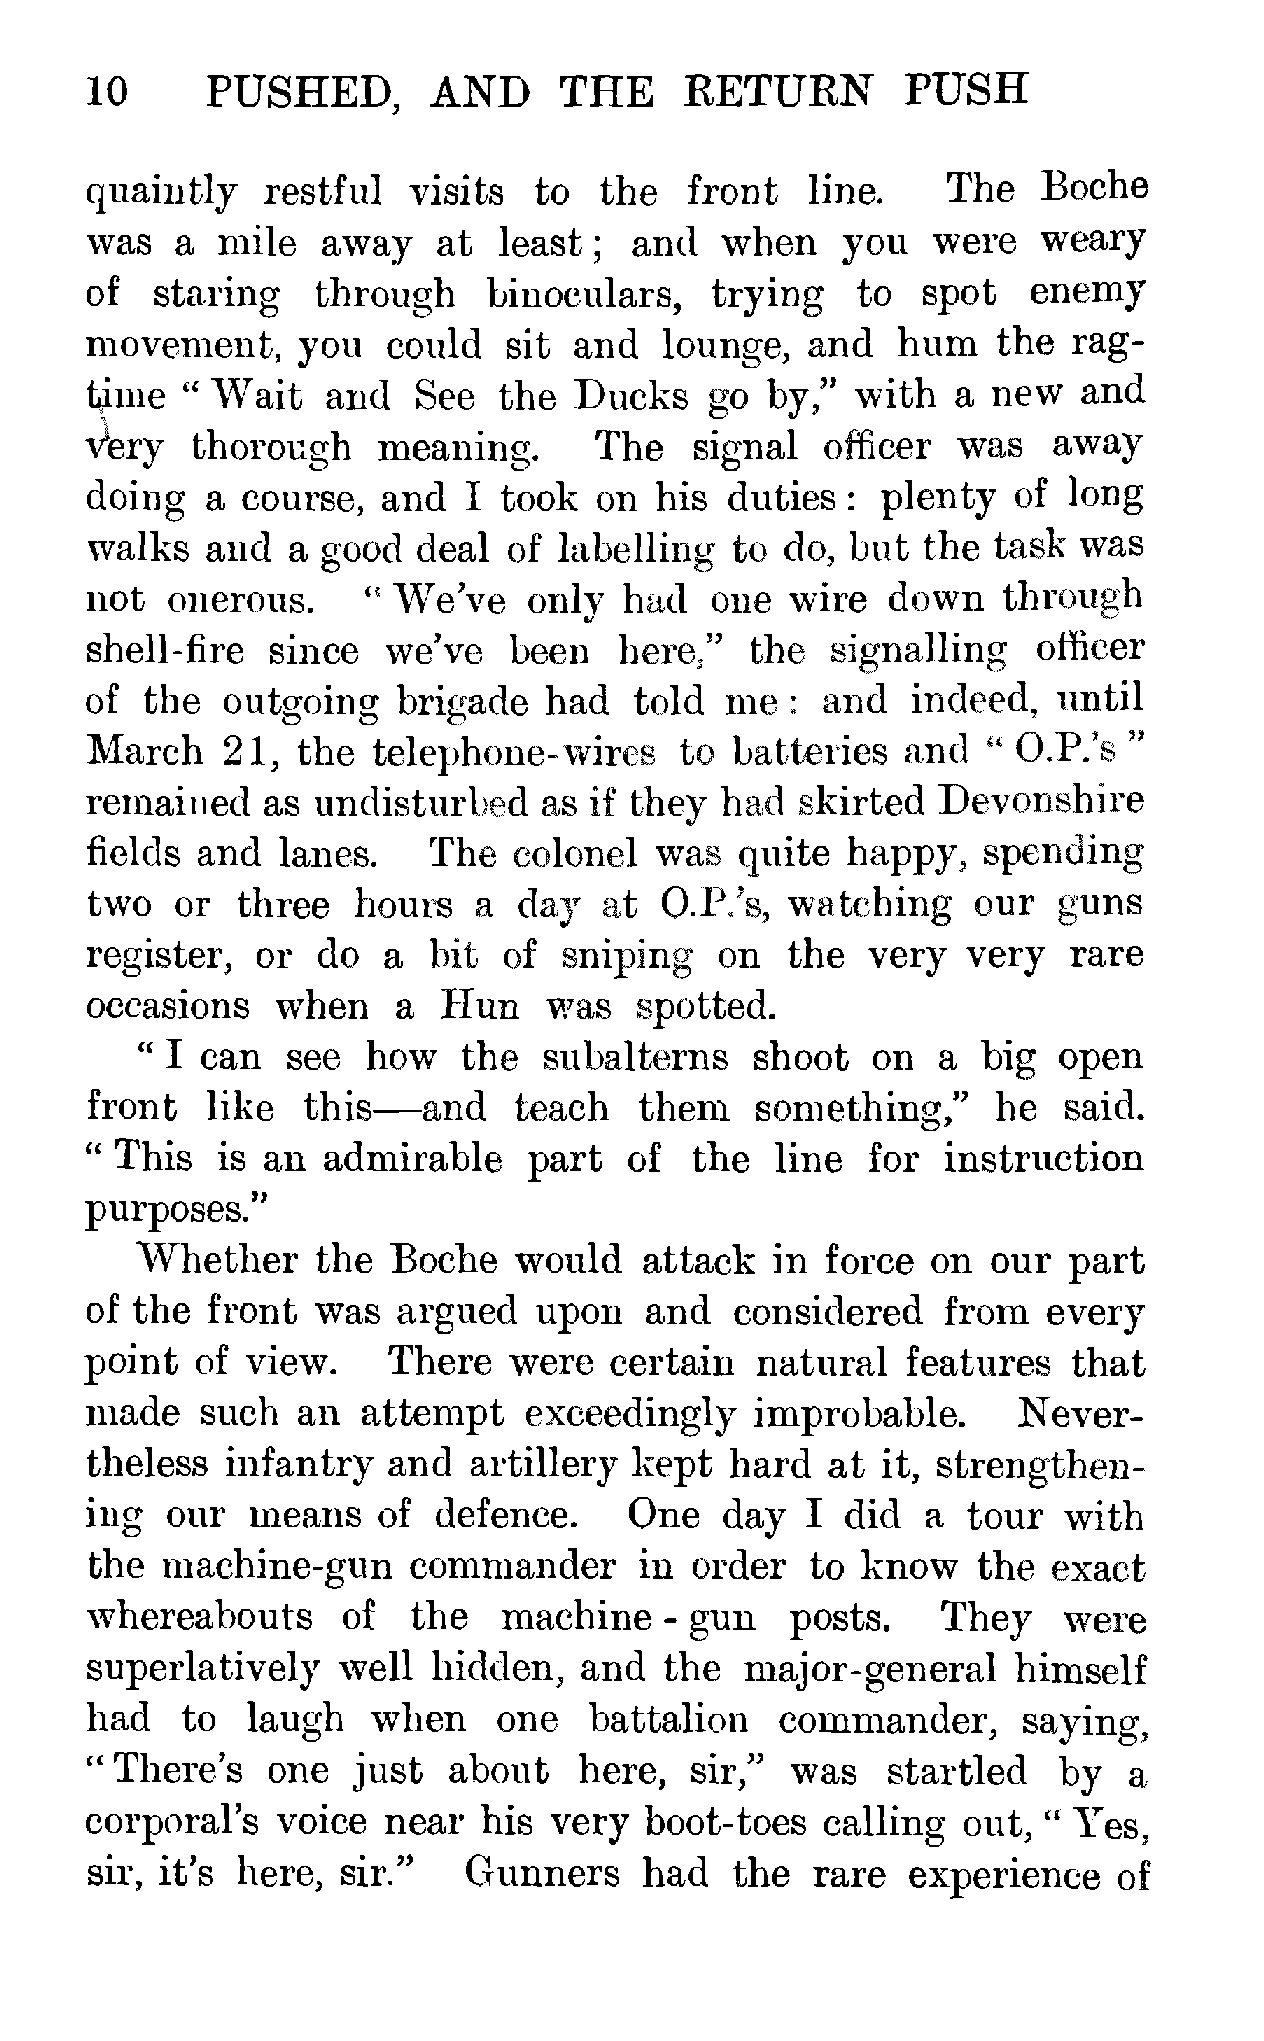 10 PUSHED, AND THE RETURN PUSH
quaintly restful visits to the front line. The Boche
was a mile away at least ; and when you were weary
of staring through binoculars, trying to spot enemy
movement, you could sit and lounge, and hum the rag-
time “ Wait and See the Ducks go by,” with a new and
very thorough meaning. The signal officer was away
doing a course, and I took on his duties : plenty of long
walks and a good deal of labelling to do, but the task was
not onerous. “ We’ve only had one wire down through
shell-fire since we’ve been here,” the signalling officer
of the outgoing brigade had told me : and indeed, until
March 21, the telephone-wires to batteries and “ O.P.’s ”
remained as undisturbed as if they had skirted Devonshire
fields and lanes. The colonel was quite happy, spending
two or three hours a day at O.P.’s, watching our guns
register, or do a bit of sniping on the very very rare
occasions when a Hun was spotted.
“ I can see how the subalterns shoot on a big open
front like this—and teach them something,” he said.
“ This is an admirable part of the line for instruction
purposes.”
Whether the Boche would attack in force on our part
of the front was argued upon and considered from every
point of view. There were certain natural features that
made such an attempt exceedingly improbable. Never-
theless infantry and artillery kept hard at it, strengthen-
ing our means of defence. One day I did a tour with
the machine-gun commander in order to know the exact
whereabouts of the machine - gun posts. They were
superlatively well hidden, and the major-general himself
had to laugh when one battalion commander, saying,
“ There’s one just about here, sir,” was startled by a
corporal’s voice near his very boot-toes calling out, “ Yes,
sir, it’s here, sir.” Gunners had the rare experience of